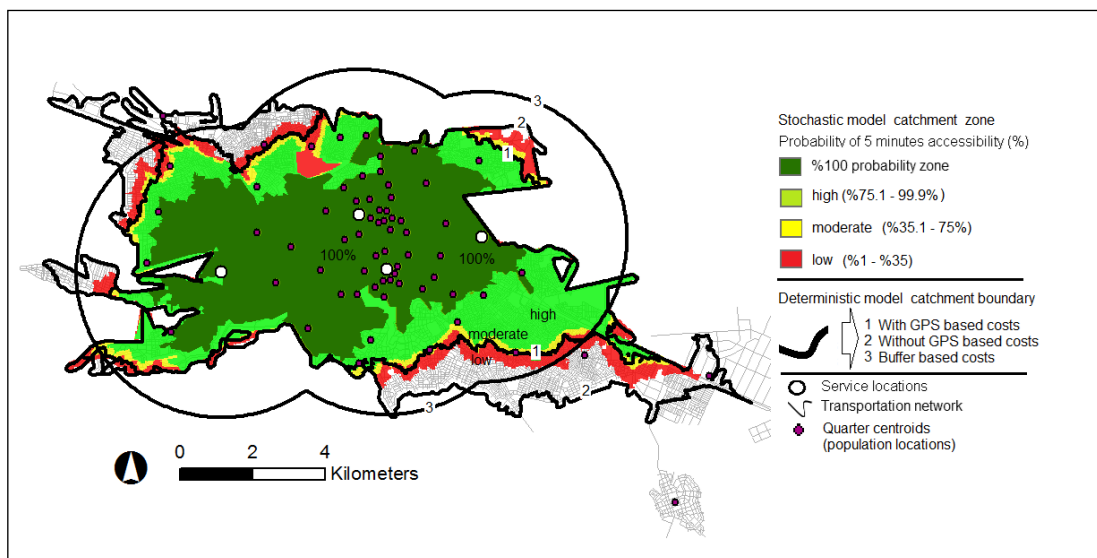 3
2
1
100%
100%
high
moderate
low
1
2
3
0 2 4
Kilometers
Stochastic model catchment zone
Probability of 5 minutes accessibility (%)
%100 probability zone
high (%75.1 - 99.9%)
moderate (%35.1 - 75%)
low (%1 - %35)
Deterministic model catchment boundary
1 With GPS based costs
2 Without GPS based costs
3 Buffer based costs
Service locations
Transportation network
Quarter centroids
(population locations)